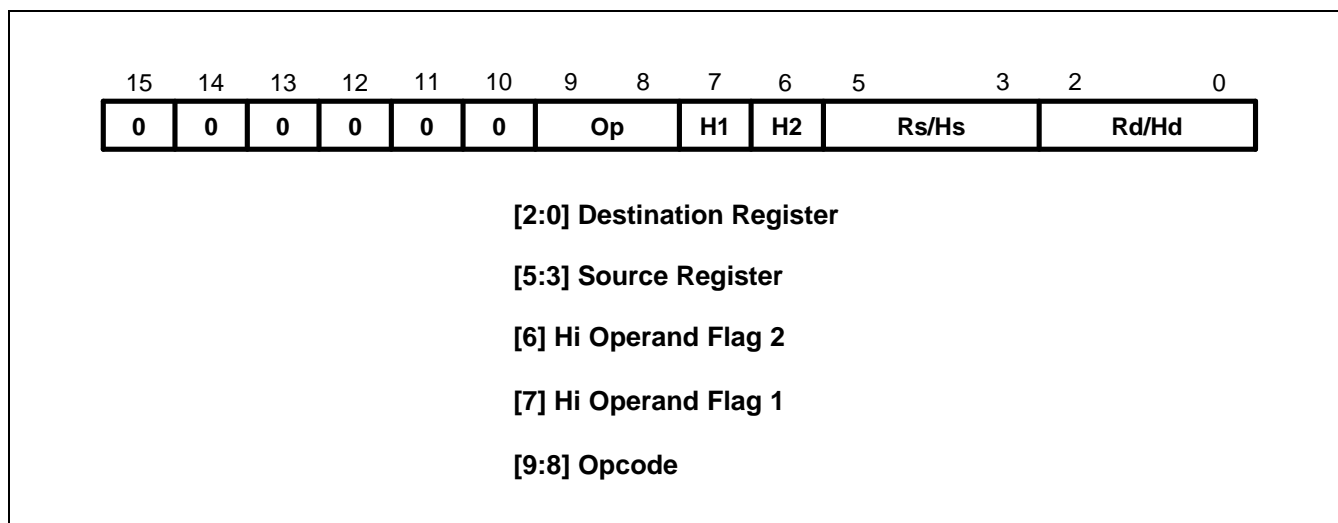 15 14 13 12 11 10 9 8 7 6 5 3 2 0
0 0 0 0 0 0 Op H1 H2 Rs/Hs Rd/Hd
[2:0] Destination Register
[5:3] Source Register
[6] Hi Operand Flag 2
[7] Hi Operand Flag 1
[9:8] Opcode